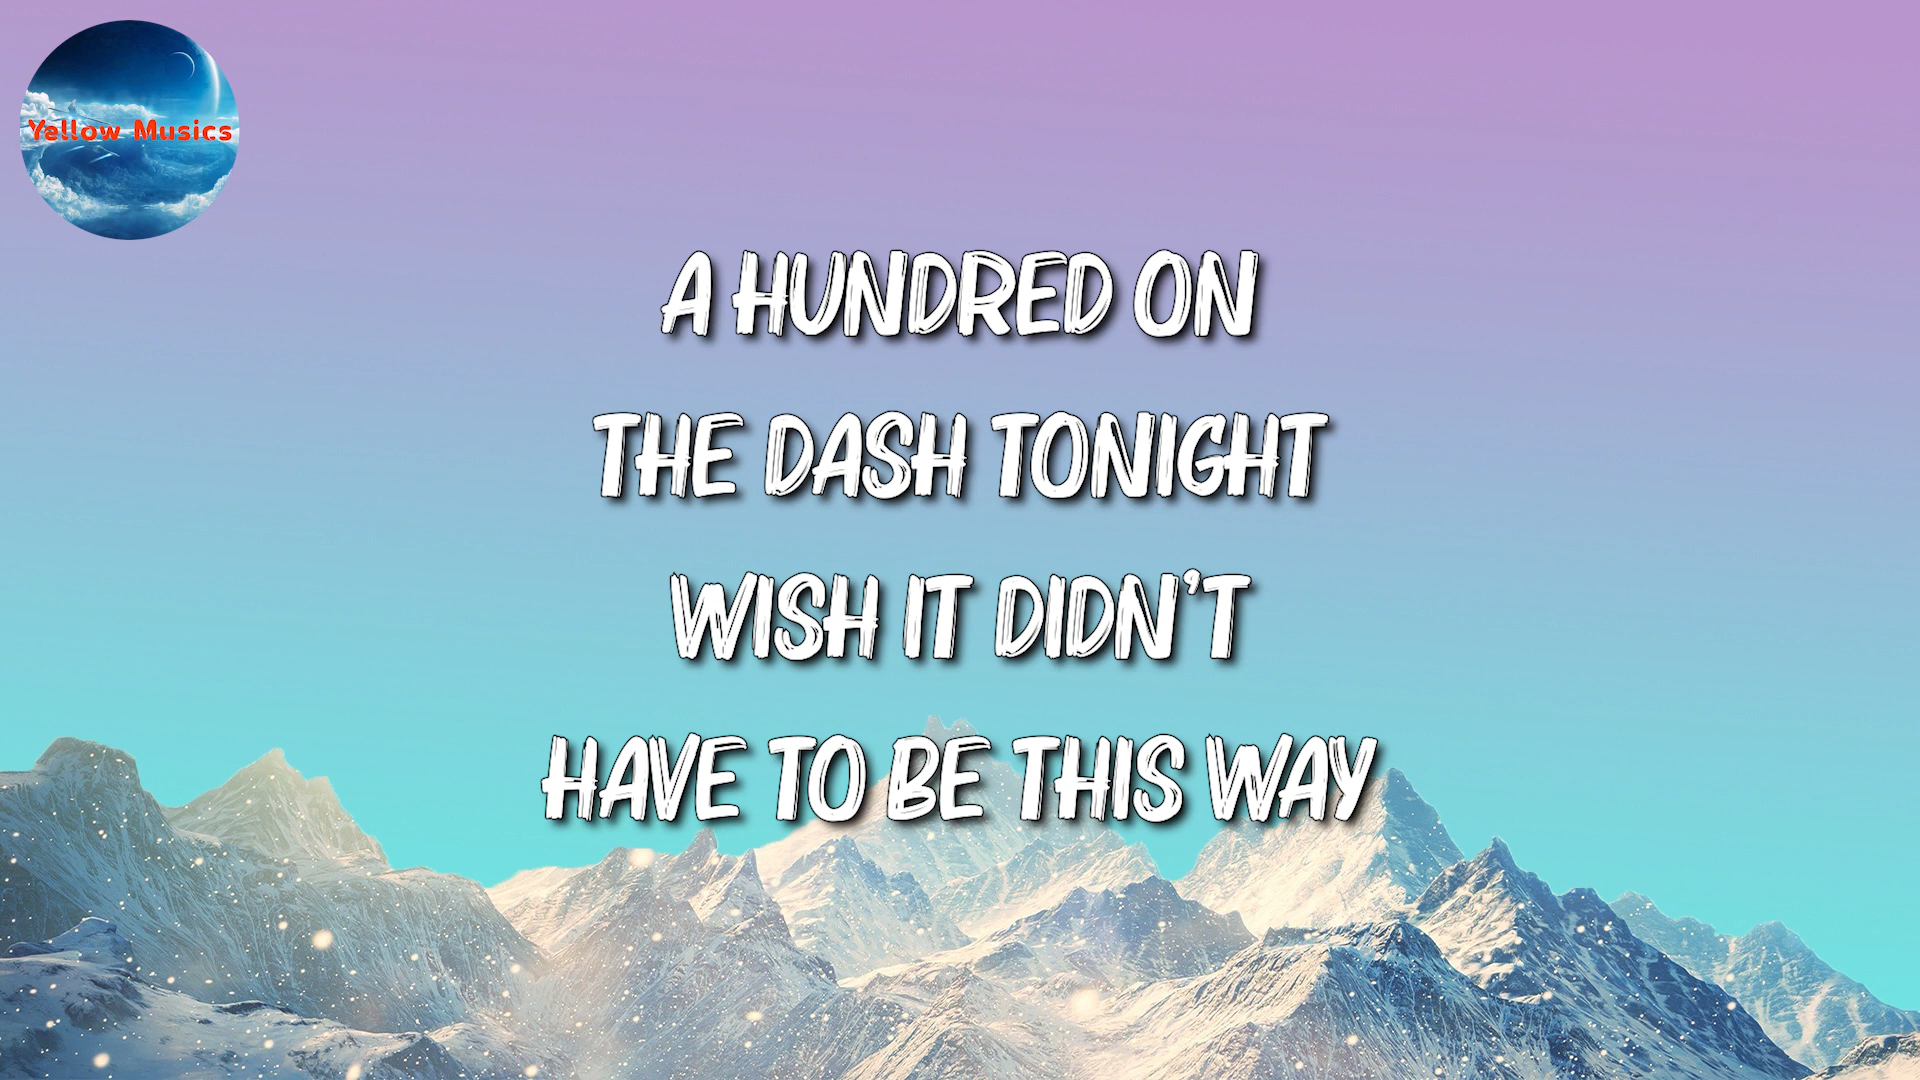 Yellow Musics
A HUNDRED ON
THE DASH TONIGHT
WISH IT DIDN'T
HAVE TO BE THIS WAY